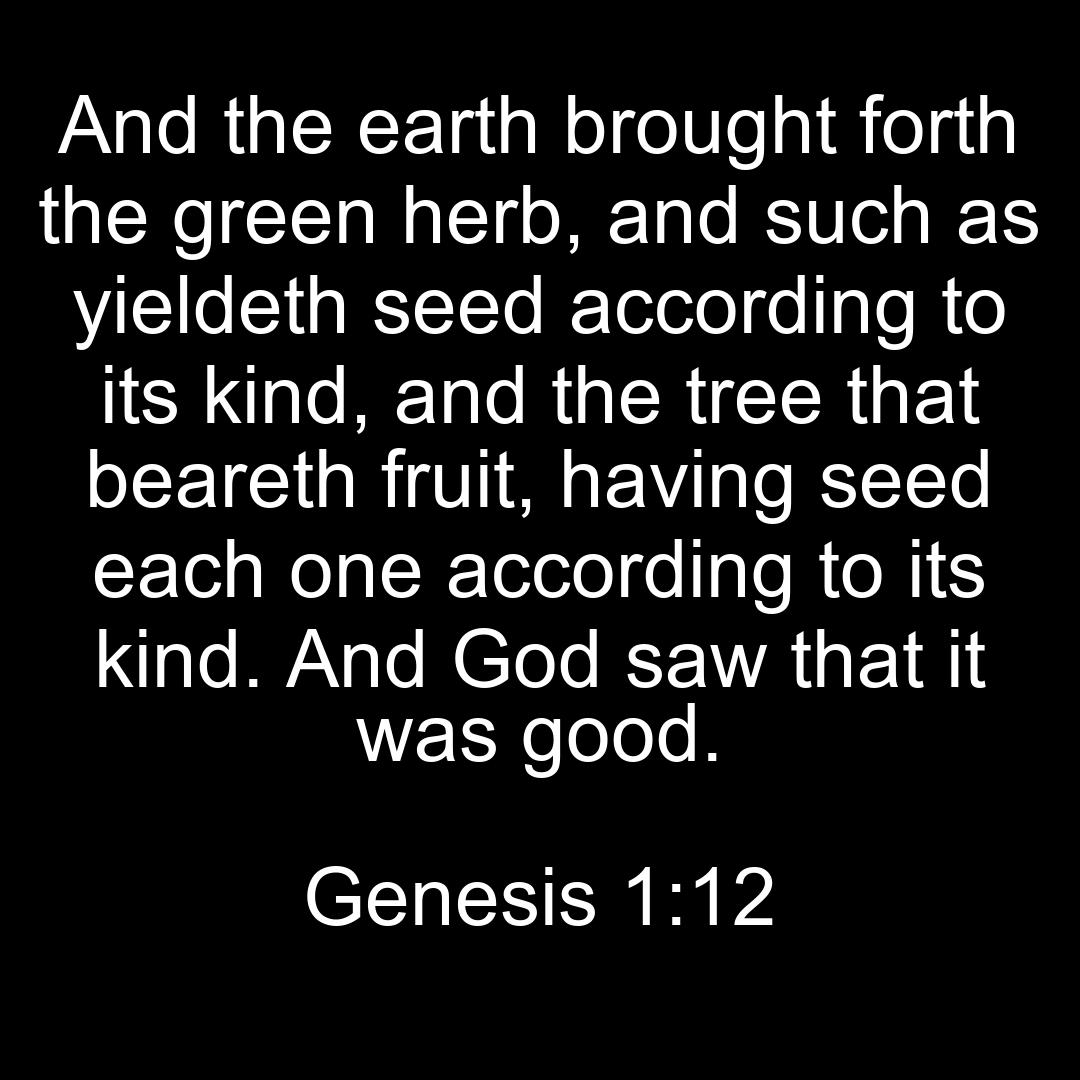 And the earth brought forth
the green herb, and such as
yieldeth seed according to
its kind, and the tree that
beareth fruit, having seed
each one according to its
kind. And God saw that it
was good.
Genesis 1:12